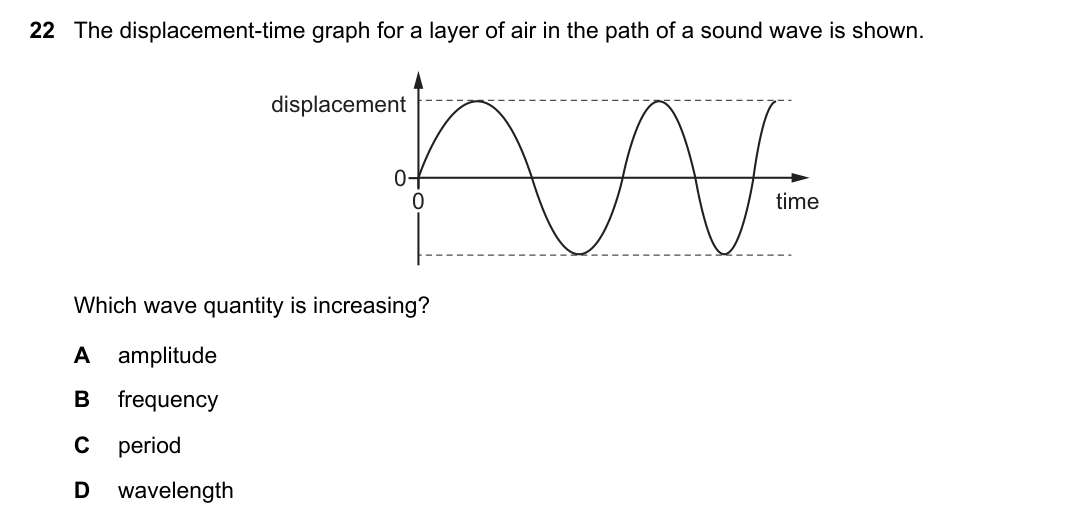 22 The displacement-time graph for a layer of air in the path of a sound wave is shown.
displacement
0
0
time
Which wave quantity is increasing?
A amplitude
B frequency
C period
D wavelength